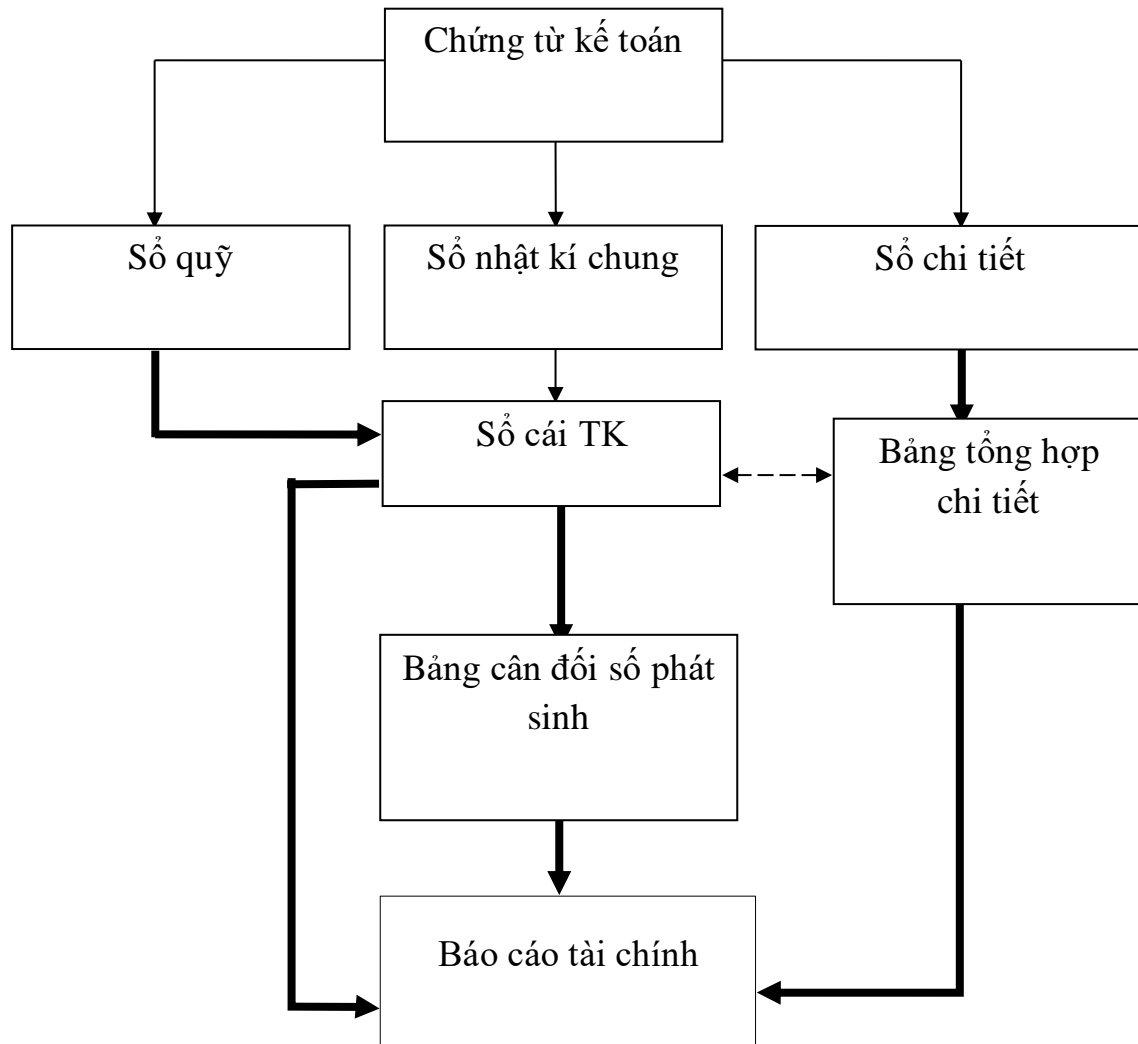 Chứng từ kế toán
Sổ quỹ
Sổ nhật kí chung
Sổ chi tiết
Sổ cái TK
Bảng tổng hợp
chi tiết
Bảng cân đối số phát
sinh
Báo cáo tài chính